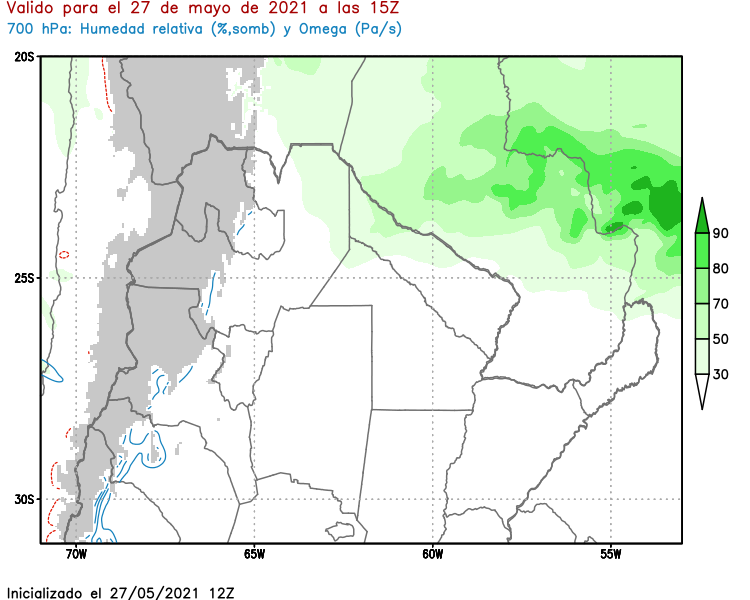 Valido para el 27 de mayo de 2021 a las 15Z
700 hPa: Humedad relativa (%,somb) y Omega (Pa/s)
20S
25S
30S
70W 65W 60W 55W
90
80
70
50
30
Inicializado el 27/05/2021 12Z